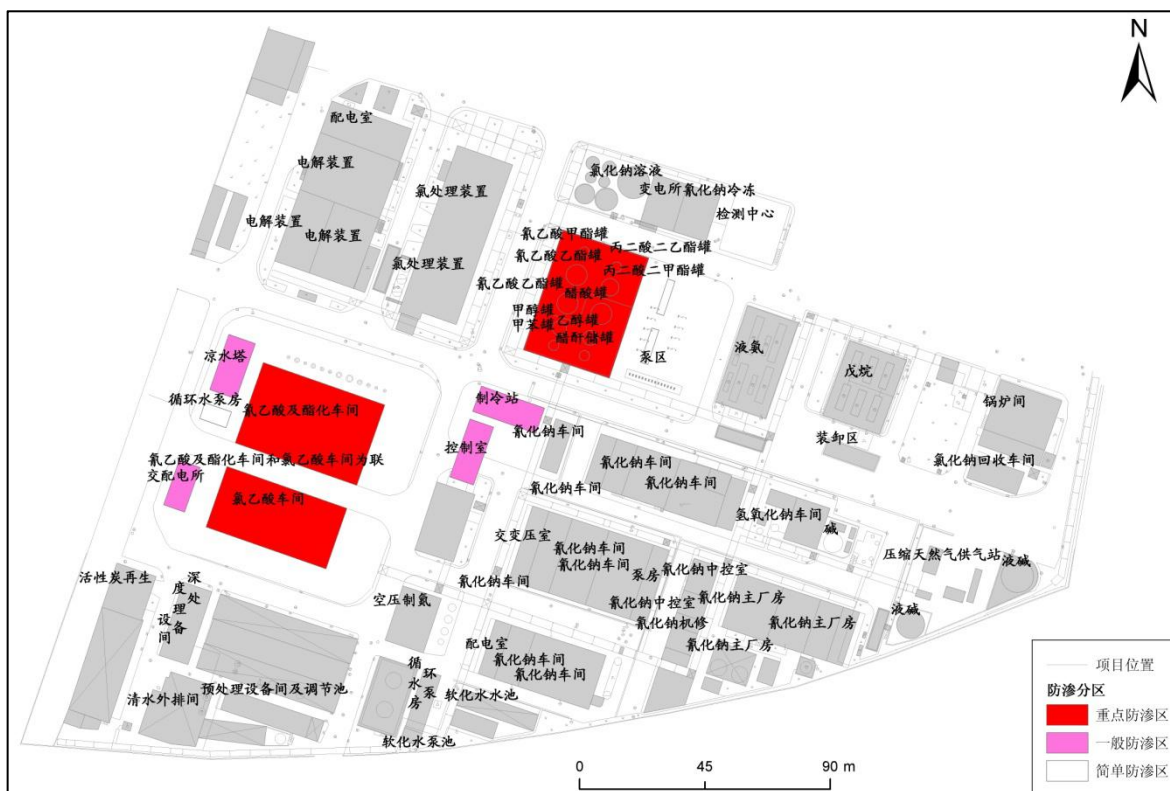 N
配电室
电解装置
氯处理装置
氯化钠溶液
变电所
氰化钠冷冻
检测中心
电解装置
电解装置
氯处理装置
氰乙酸甲酯罐
丙二酸二乙酯罐
氰乙酸乙酯罐
丙二酸二甲酯罐
氰乙酸乙酯罐
醋酸罐
甲醇罐
甲苯罐
乙醇罐
醋酐储罐
泵区
液氨
戊烷
锅炉间
装卸区
氰化钠回收车间
凉水塔
循环水泵房
氰乙酸及酯化车间
制冷站
氰化钠车间
控制室
氰化钠车间
氰化钠车间
氰化钠车间
氰乙酸及酯化车间和氯乙酸车间为联
交配电所
氯乙酸车间
氢氧化钠车间
碱
交变压室
氰化钠车间
氰化钠车间
泵房
氰化钠中控室
压缩天然气供气站
液碱
氰化钠车间
氰化钠中控室
氰化钠主厂房
液碱
活性炭再生
深度处理设备间
空压制氮
氰化钠机修
氰化钠主厂房
氰化钠主厂房
配电室
氰化钠车间
氰化钠车间
预处理设备间及调节池
清水外排间
循环水泵房
软化水水池
软化水泵池
项目位置
防渗分区
重点防渗区
一般防渗区
简单防渗区
0 45 90 m